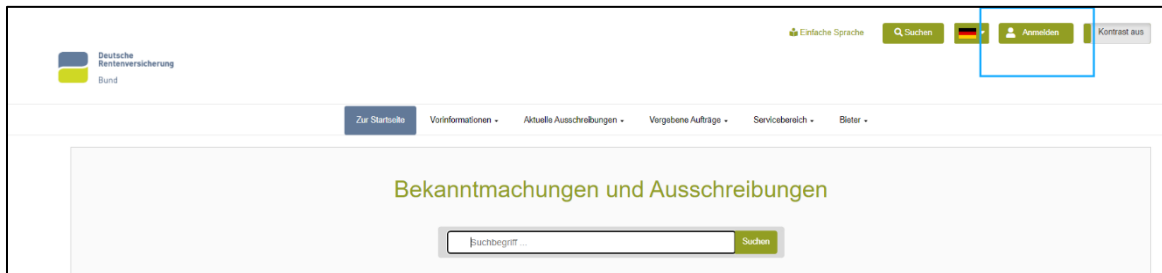 Einfache Sprache Suchen Anmelden Kontrast aus
Deutsche
Rentenversicherung
Bund
Zur Startseite Vorinformationen Aktuelle Ausschreibungen Vergebene Aufträge Servicebereich Bieter
Bekanntmachungen und Ausschreibungen
Suchbegriff ... Suchen